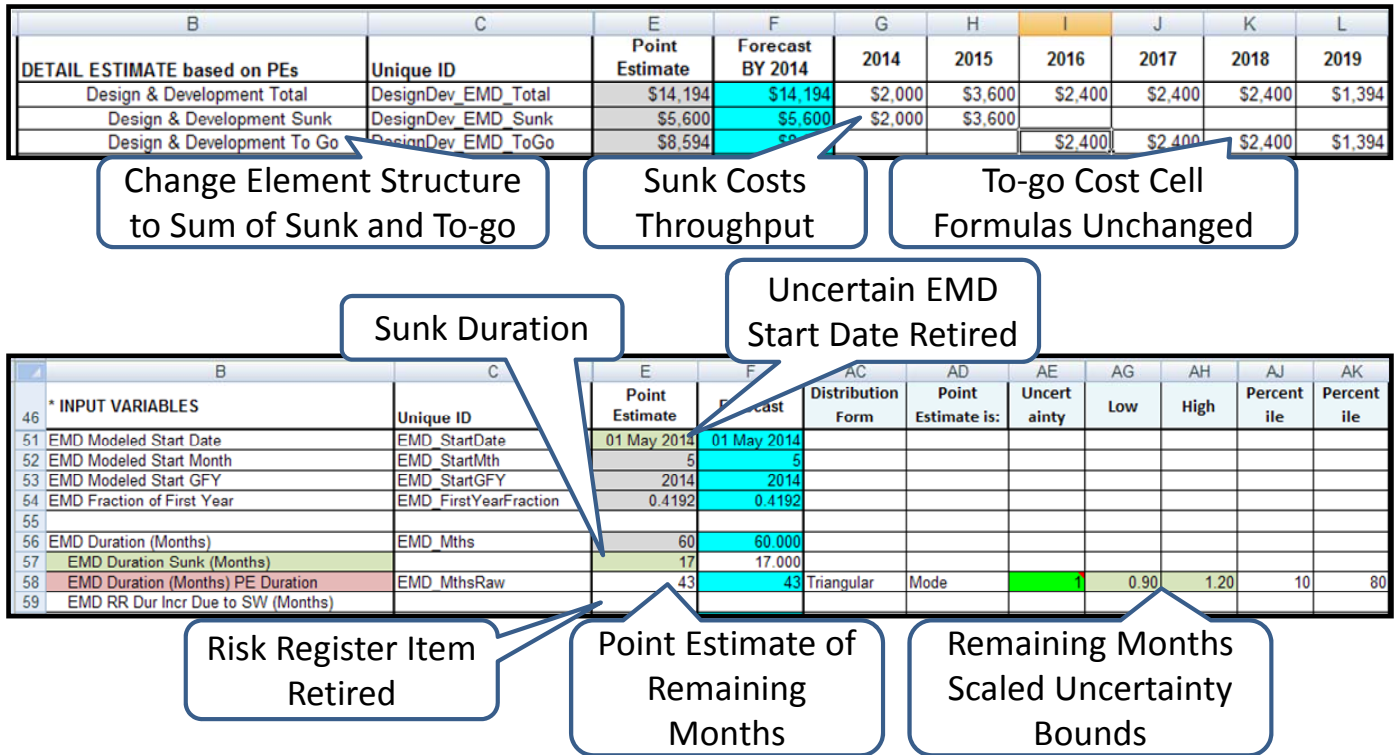 B C E F G H I J K L
DETAIL ESTIMATE based on PEs Unique ID Point Estimate Forecast BY 2014 2014 2015 2016 2017 2018 2019
Design & Development Total DesignDev_EMD_Total $14,194 $14,194 $2,000 $3,600 $2,400 $2,400 $2,400 $1,394
Design & Development Sunk DesignDev_EMD_Sunk $5,600 $5,600 $2,000 $3,600
Design & Development To Go DesignDev_EMD_ToGo $8,594 $2,400 $2,400 $2,400 $1,394
Change Element Structure
to Sum of Sunk and To-go
Sunk Costs
Throughput
To-go Cost Cell
Formulas Unchanged
Sunk Duration
Uncertain EMD
Start Date Retired
B C E F AC AD AE AG AH AJ AK
46 * INPUT VARIABLES Unique ID Point Estimate Distribution Form Point Estimate is: Uncert ainty Low High Percent ile Percent ile
51 EMD Modeled Start Date EMD_StartDate 01 May 2014 01 May 2014
52 EMD Modeled Start Month EMD_StartMth 5 5
53 EMD Modeled Start GFY EMD_StartGFY 2014 2014
54 EMD Fraction of First Year EMD_FirstYearFraction 0.4192 0.4192
55
56 EMD Duration (Months) EMD_Mths 60 60.000
57 EMD Duration Sunk (Months) 17 17.000
58 EMD Duration (Months) PE Duration EMD_MthsRaw 43 43 Triangular Mode 1 0.90 1.20 10 80
59 EMD RR Dur Incr Due to SW (Months)
Risk Register Item
Retired
Point Estimate of
Remaining
Months
Remaining Months
Scaled Uncertainty
Bounds